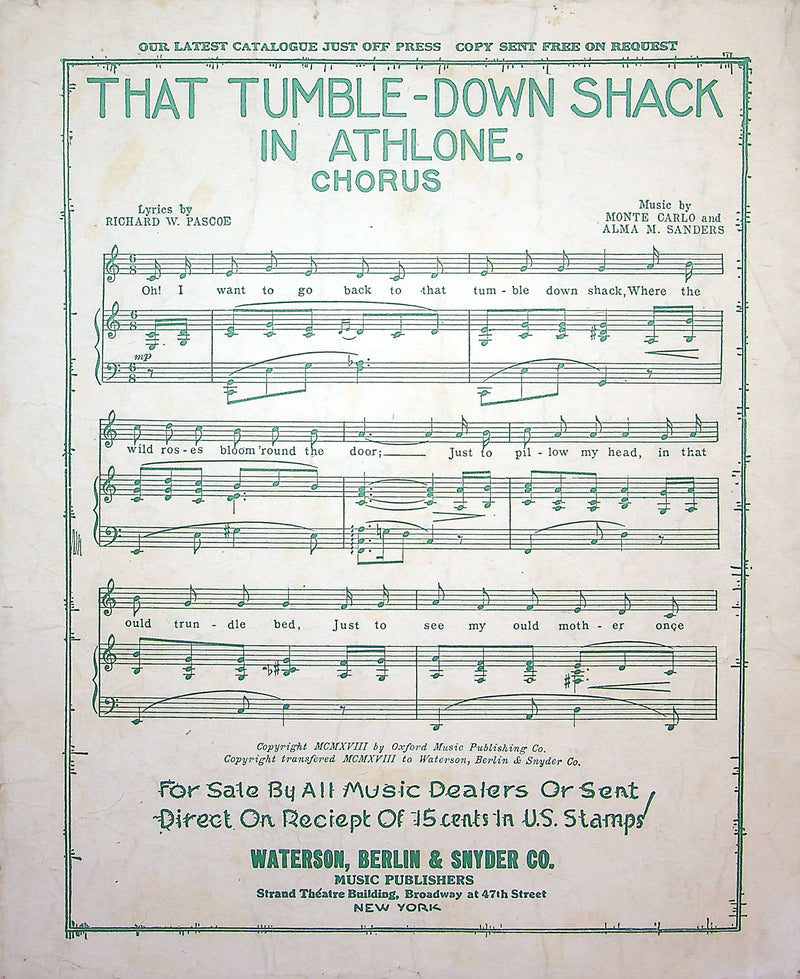 OUR LATEST CATALOGUE JUST OFF PRESS COPY SENT FREE ON REQUEST
THAT TUMBLE-DOWN SHACK
IN ATHLONE.
CHORUS
Lyrics by
RICHARD W. PASCOE
Music by
MONTE CARLO and
ALMA M. SANDERS
Oh! I want to go back to that tum - ble down shack, Where the
mp
wild ros - es bloom 'round the door; Just to pil - low my head, in that
ould trun - dle bed, Just to see my ould moth - er once
Copyright MCMXVIII by Oxford Music Publishing Co.
Copyright transfered MCMXVIII to Waterson, Berlin & Snyder Co.
For Sale By All Music Dealers Or Sent
Direct On Reciept Of 15 cents In U.S. Stamps!
WATERSON, BERLIN & SNYDER CO.
MUSIC PUBLISHERS
Strand Théatre Building, Broadway at 47th Street
NEW YORK